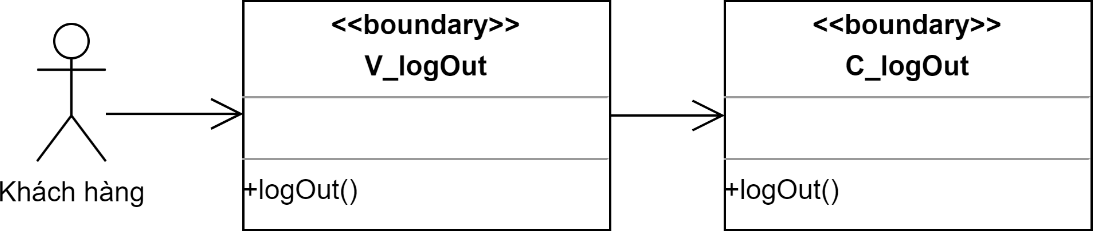 <<boundary>>
V_logOut
+logOut()
<<boundary>>
C_logOut
+logOut()
Khách hàng